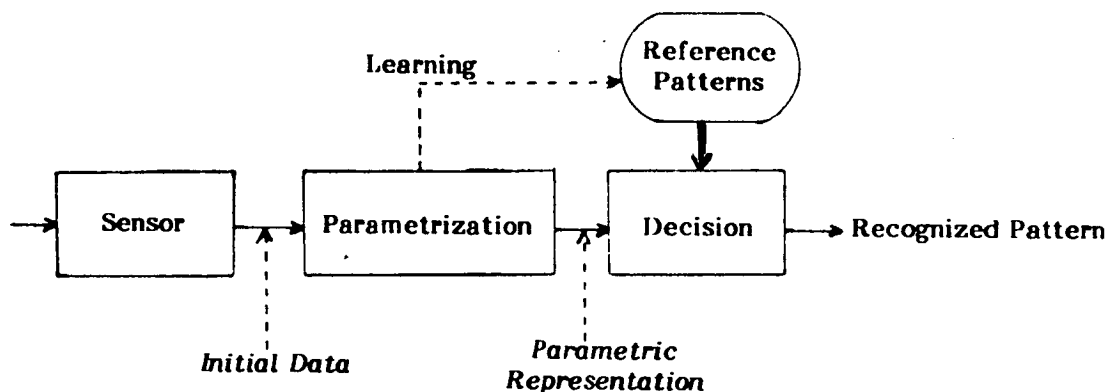 Reference
Patterns
Learning
Sensor
Parametrization
Decision
Recognized Pattern
Initial Data
Parametric
Representation